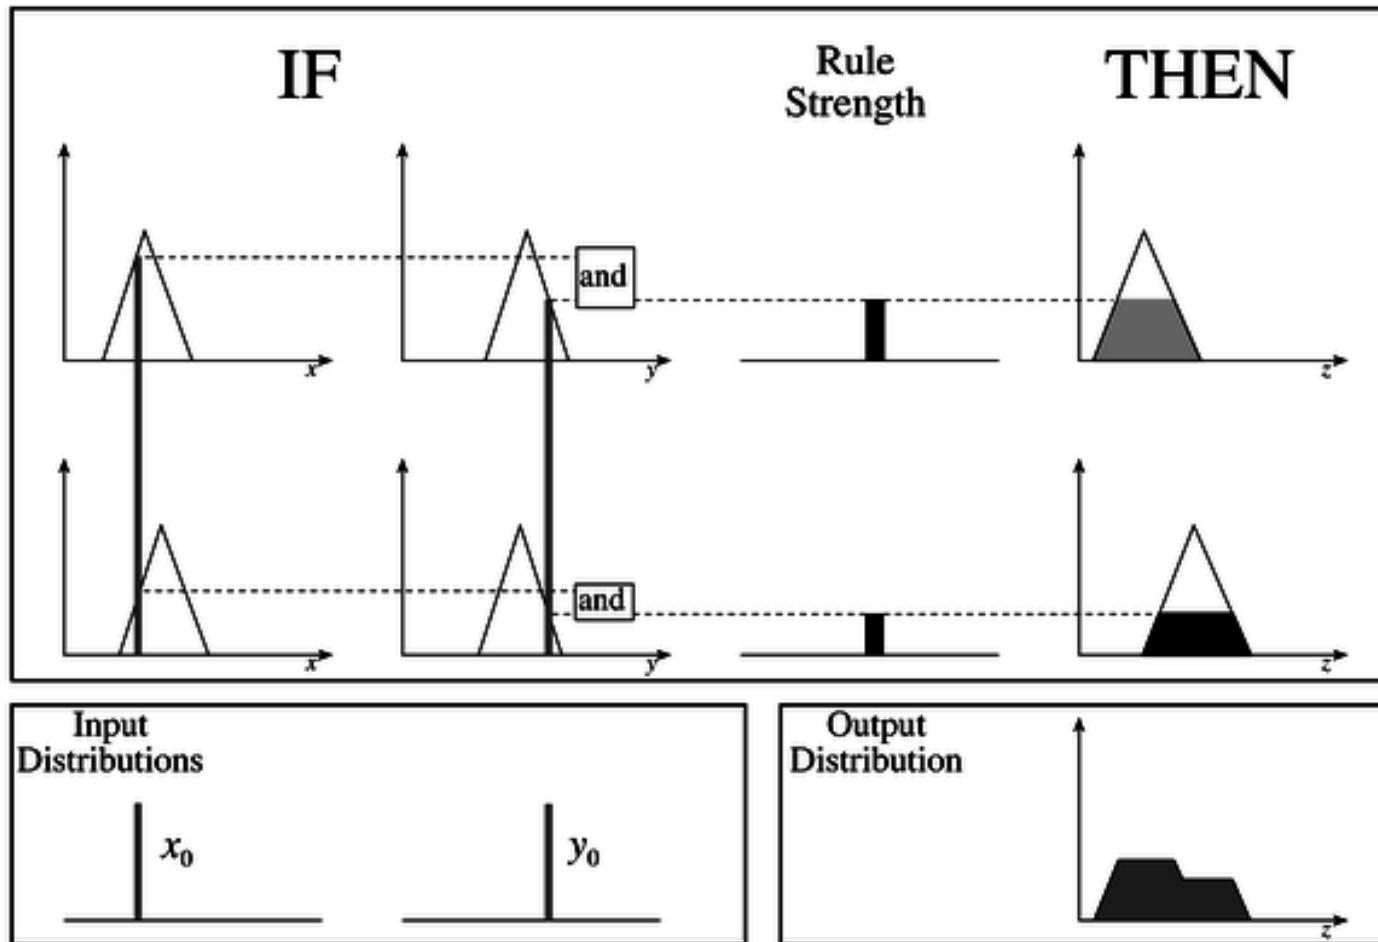 IF
Rule
Strength
THEN
and
x
y
z
and
x
y
z
Input
Distributions
x₀
y₀
Output
Distribution
z